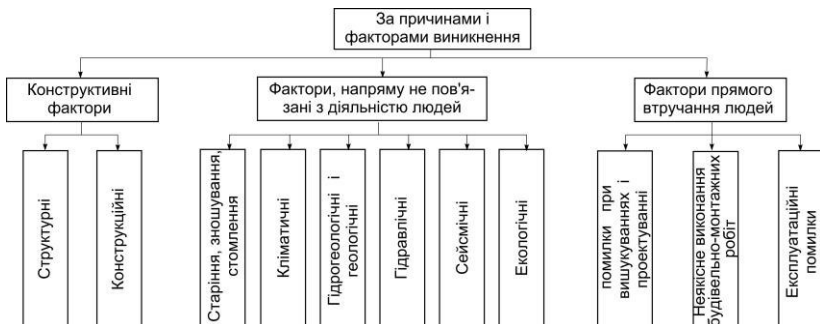 За причинами і
факторами виникнення
Конструктивні
фактори
Фактори, напряму не пов'я-
зані з діяльністю людей
Фактори прямого
втручання людей
Структурні
Конструкційні
Старіння, зношування,
стомлення
Кліматичні
Гідрогеологічні і
геологічні
Гідравлічні
Сейсмічні
Екологічні
помилки при
вишукуваннях і
проектуванні
Неякісне виконання
будівельно-монтажних
робіт
Експлуатаційні
помилки